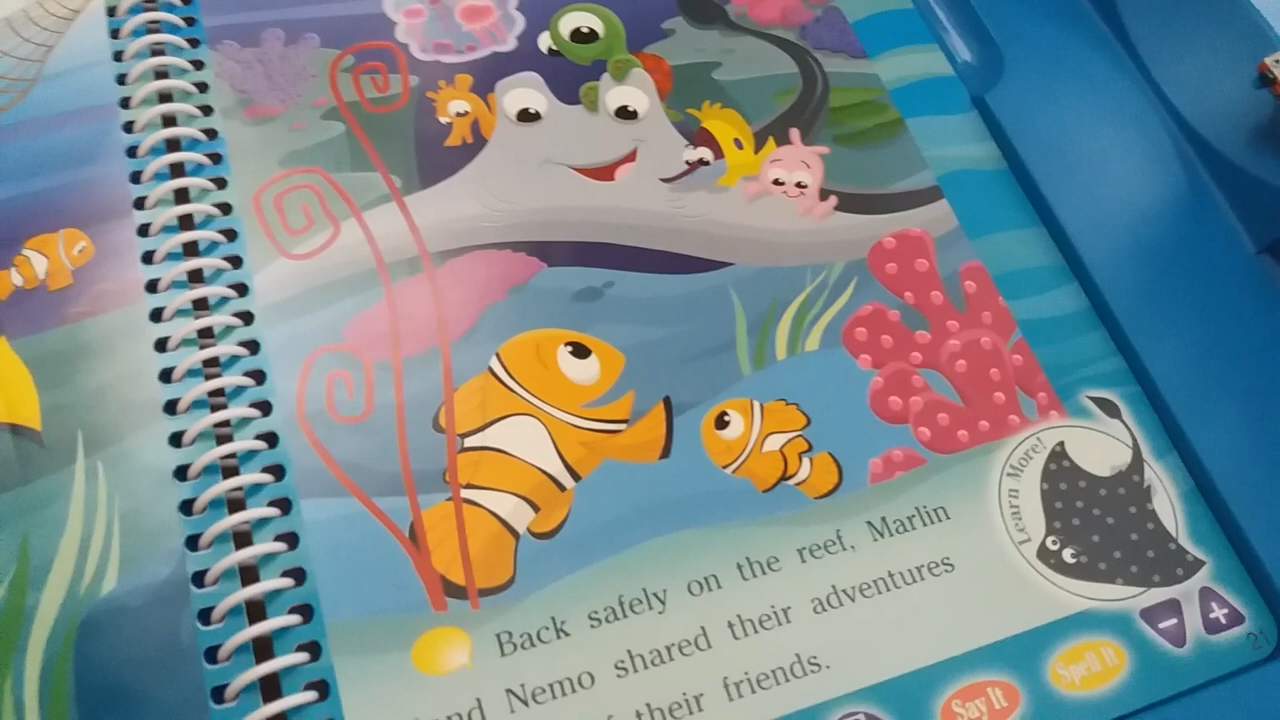 Learn More!
Back safely on the reef, Marlin
and Nemo shared their adventures
their friends.
- +
Say It
Spell It
21